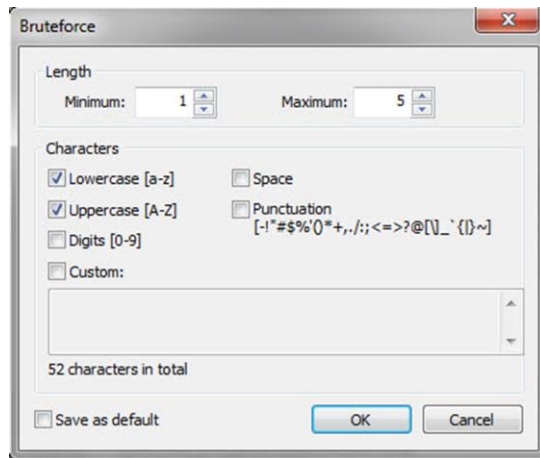 Bruteforce
Length
Minimum: 1 Maximum: 5
Characters
Lowercase [a-z] Space
Uppercase [A-Z] Punctuation
[-!"#$%'()*+,./:;<=>?@[\]_`{|}~]
Digits [0-9]
Custom:
52 characters in total
Save as default OK Cancel